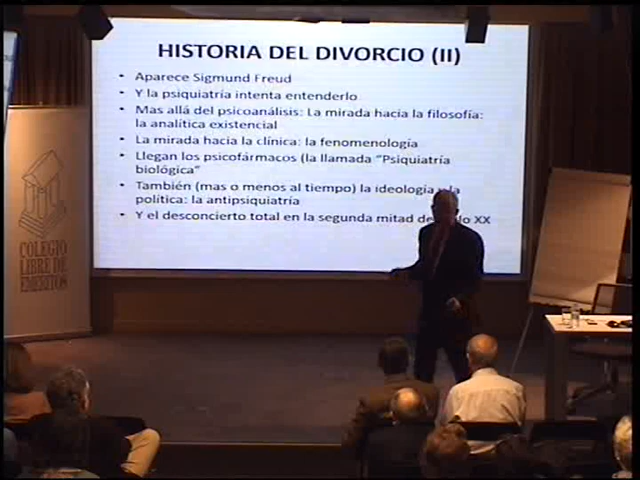 HISTORIA DEL DIVORCIO (II)
• Aparece Sigmund Freud
• Y la psiquiatría intenta entenderlo
• Mas allá del psicoanálisis: La mirada hacia la filosofía:
la analítica existencial
• La mirada hacia la clínica: la fenomenología
• Llegan los psicofármacos (la llamada "Psiquiatría
biológica"
• También (mas o menos al tiempo) la ideología y la
política: la antipsiquiatría
• Y el desconcierto total en la segunda mitad XX
COLEGIO
LIBRE DE
EMERITOS